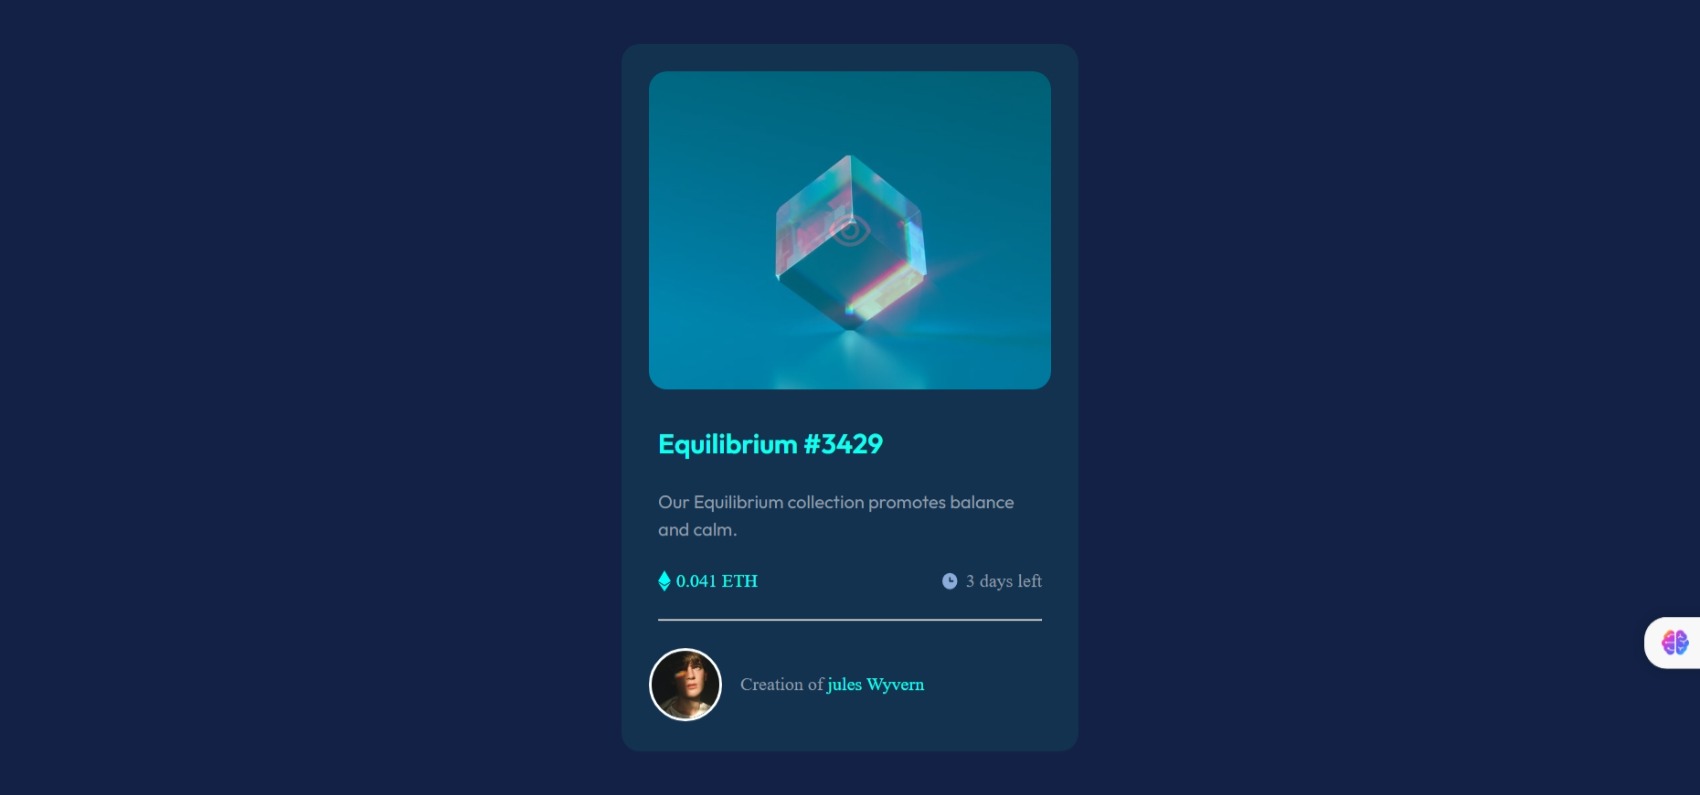 Equilibrium #3429
Our Equilibrium collection promotes balance
and calm.
0.041 ETH
3 days left
Creation of jules Wyvern